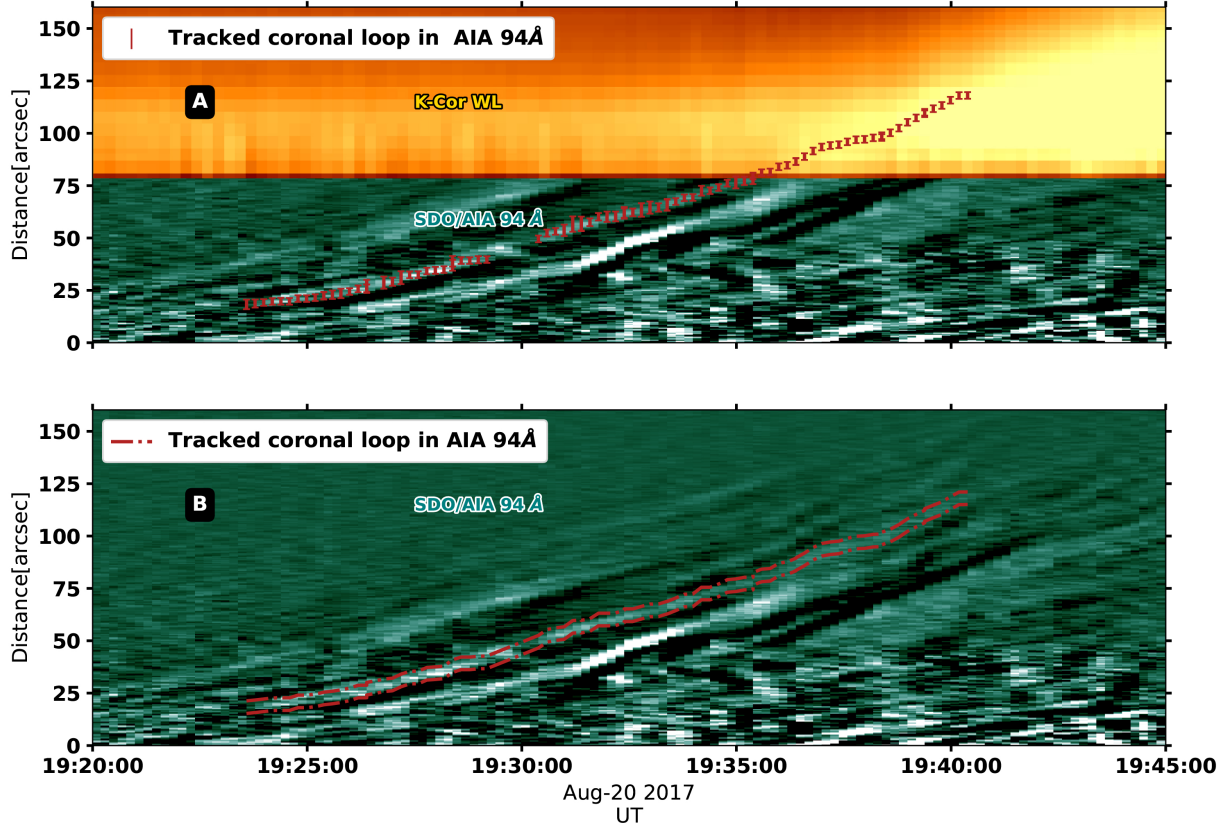 150
Tracked coronal loop in AIA 94Å
125
A
K-Cor WL
100
Distance[arcsec]
75
SDO/AIA 94 Å
50
25
0
150
Tracked coronal loop in AIA 94Å
125
B
SDO/AIA 94 Å
100
Distance[arcsec]
75
50
25
0
19:20:00 19:25:00 19:30:00 19:35:00 19:40:00 19:45:00
Aug-20 2017
UT